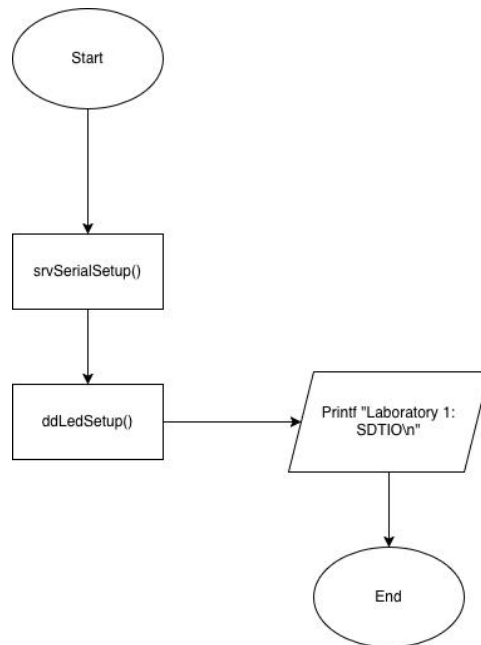 Start
srvSerialSetup()
ddLedSetup()
Printf "Laboratory 1:
SDTIO\n"
End